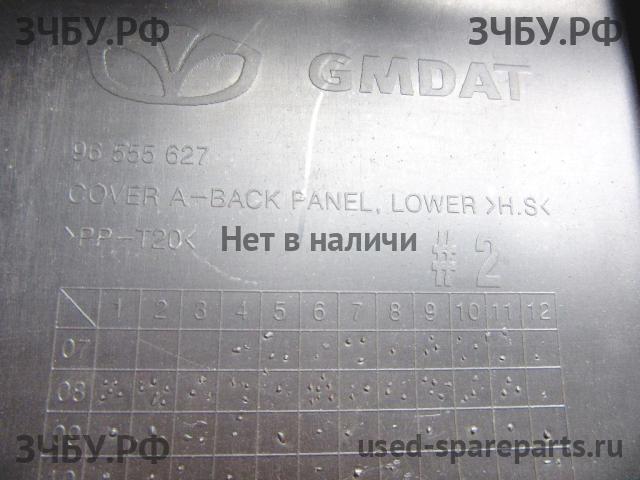 ЗЧБУ.РФ ЗЧБУ.РФ
GMDAT
96 555 627
COVER A-BACK PANEL, LOWER >H.S<
>PP-T20<
Нет в наличи
#2
1 2 3 4 5 6 7 8 9 10 11 12
07
08
09
ЗЧБУ.РФ used-spareparts.ru